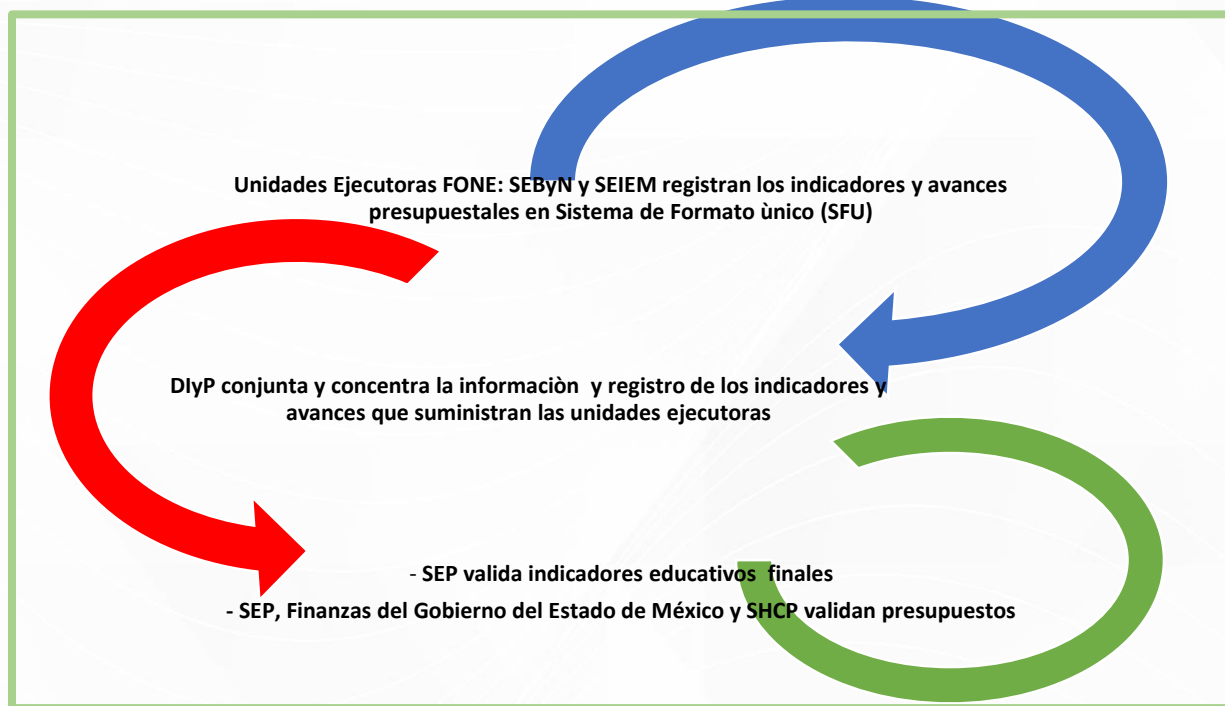 Unidades Ejecutoras FONE: SEByN y SEIEM registran los indicadores y avances
presupuestales en Sistema de Formato ùnico (SFU)
DIyP conjunta y concentra la informaciòn y registro de los indicadores y
avances que suministran las unidades ejecutoras
- SEP valida indicadores educativos finales
- SEP, Finanzas del Gobierno del Estado de México y SHCP validan presupuestos